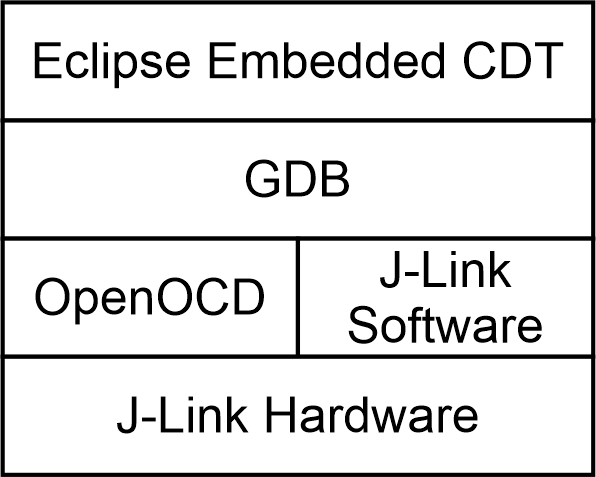 Eclipse Embedded CDT
GDB
OpenOCD
J-Link
Software
J-Link Hardware